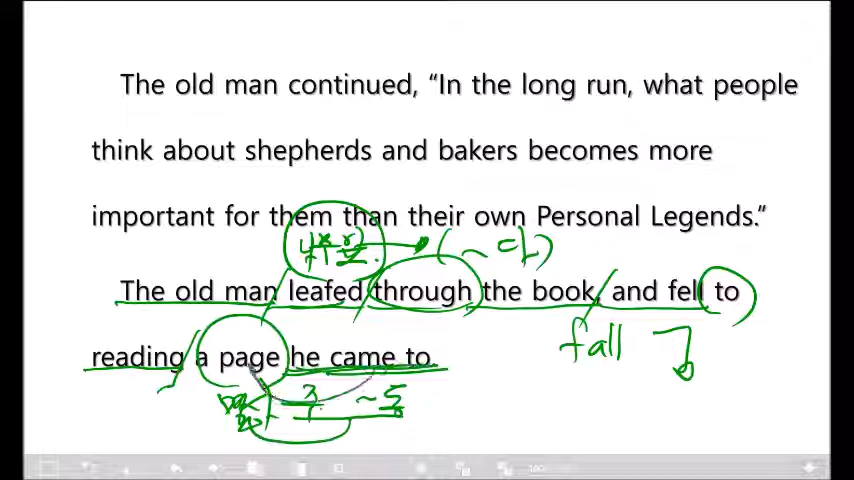 The old man continued, “In the long run, what people
think about shepherds and bakers becomes more
important for them than their own Personal Legends.”
The old man leafed through the book, and fell to
fall
reading a page he came to.